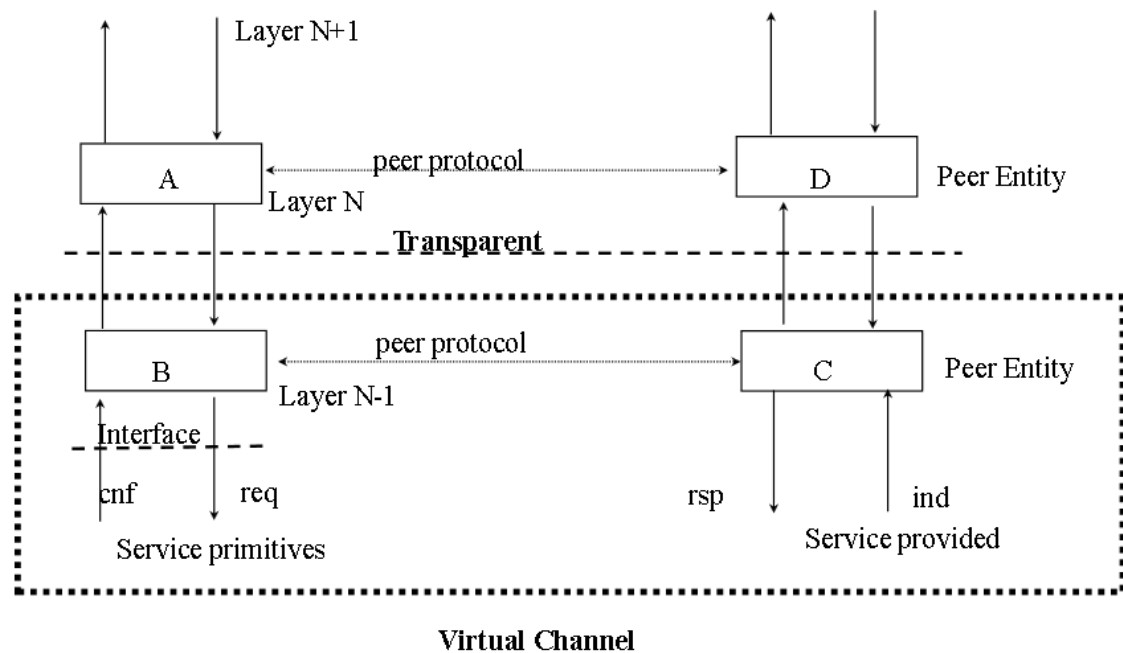 Layer N+1
peer protocol
A
D
Peer Entity
Layer N
Transparent
peer protocol
B
C
Peer Entity
Layer N-1
Interface
cnf
req
rsp
ind
Service primitives
Service provided
Virtual Channel